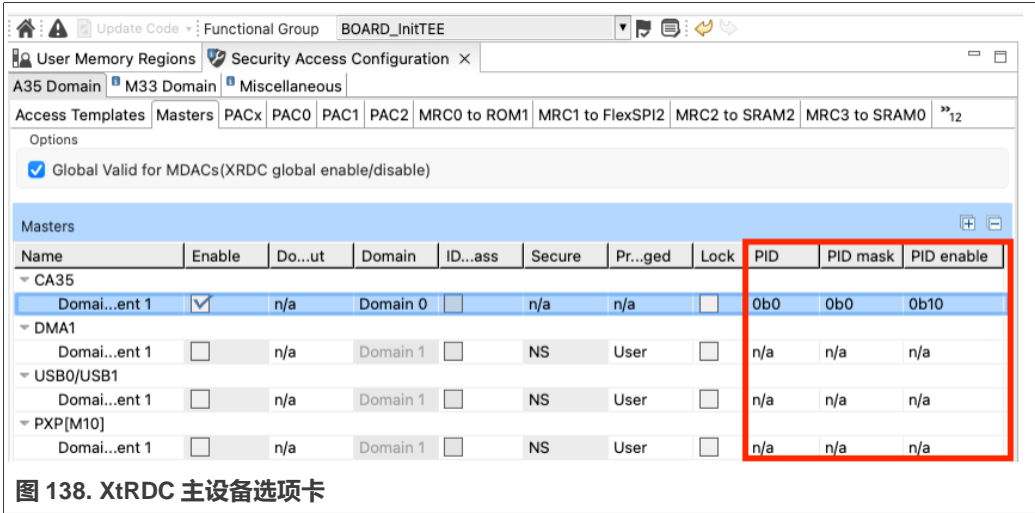 Update Code Functional Group BOARD_InitTEE
User Memory Regions Security Access Configuration
A35 Domain M33 Domain Miscellaneous
Access Templates Masters PACx PAC0 PAC1 PAC2 MRC0 to ROM1 MRC1 to FlexSPI2 MRC2 to SRAM2 MRC3 to SRAM0 »12
Options
Global Valid for MDACs(XRDC global enable/disable)
Masters
Name Enable Do...ut Domain ID...ass Secure Pr...ged Lock PID PID mask PID enable
CA35
Domai...ent 1 n/a Domain 0 n/a n/a 0b0 0b0 0b10
DMA1
Domai...ent 1 n/a Domain 1 NS User n/a n/a n/a
USB0/USB1
Domai...ent 1 n/a Domain 1 NS User n/a n/a n/a
PXP[M10]
Domai...ent 1 n/a Domain 1 NS User n/a n/a n/a
图 138. XtRDC 主设备选项卡